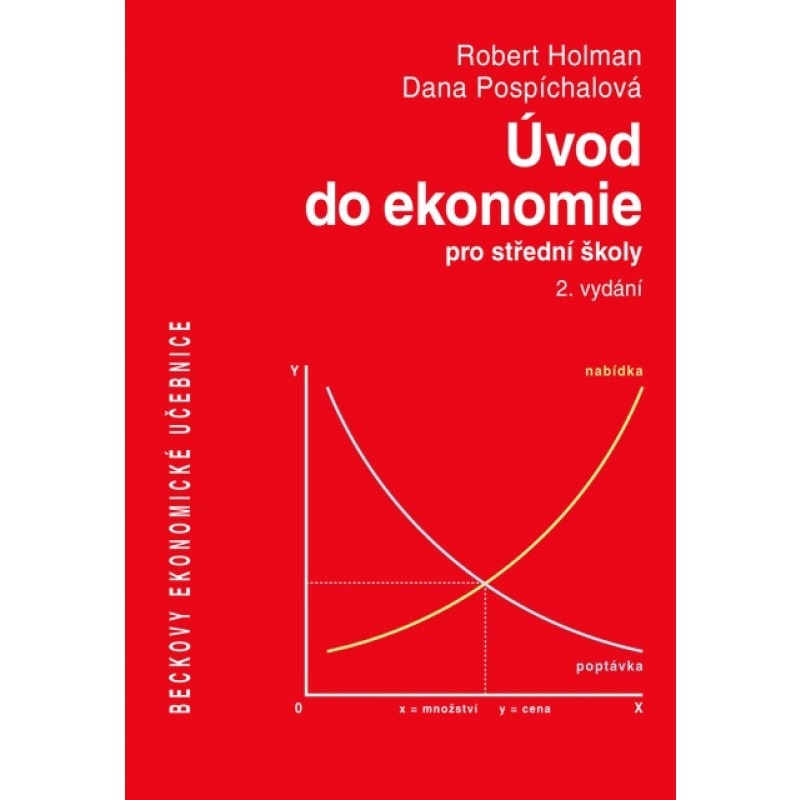 Robert Holman
Dana Pospíchalová
Úvod
do ekonomie
pro střední školy
2. vydání
BECKOVY EKONOMICKÉ UČEBNICE
Y
nabídka
poptávka
0
x = množství
y = cena
X